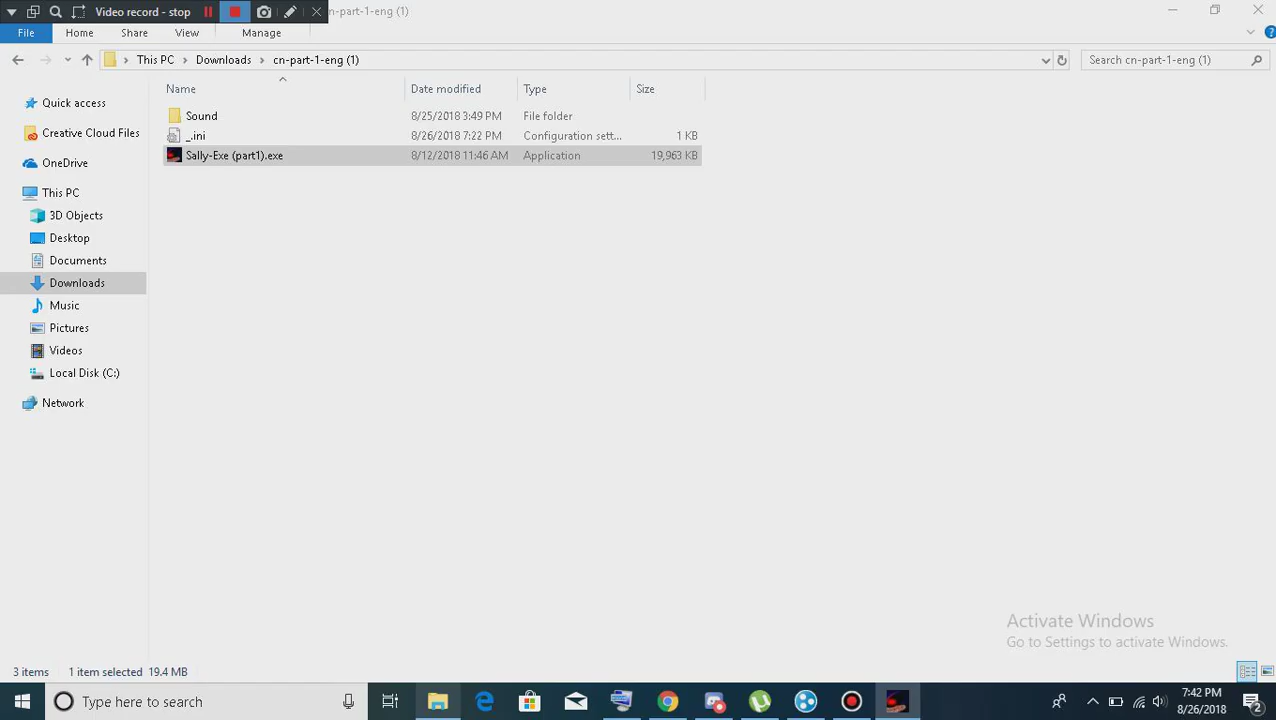 Video record - stop
n-part-1-eng (1)
File Home Share View Manage
This PC Downloads cn-part-1-eng (1)
Search cn-part-1-eng (1)
Name Date modified Type Size
Sound 8/25/2018 3:49 PM File folder
_.ini 8/26/2018 7:22 PM Configuration sett... 1 KB
Sally-Exe (part1).exe 8/12/2018 11:46 AM Application 19,963 KB
Quick access
Creative Cloud Files
OneDrive
This PC
3D Objects
Desktop
Documents
Downloads
Music
Pictures
Videos
Local Disk (C:)
Network
Activate Windows
Go to Settings to activate Windows.
3 items 1 item selected 19.4 MB
Type here to search
7:42 PM
8/26/2018
2